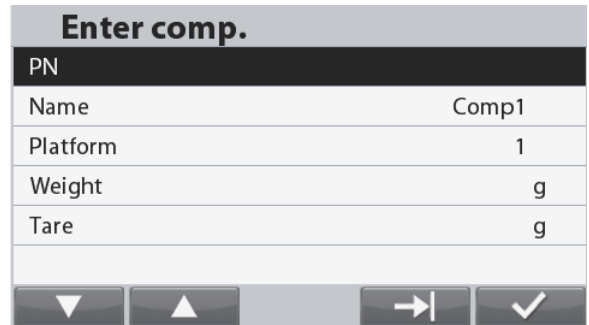 Enter comp.
PN
Name Comp1
Platform 1
Weight g
Tare g